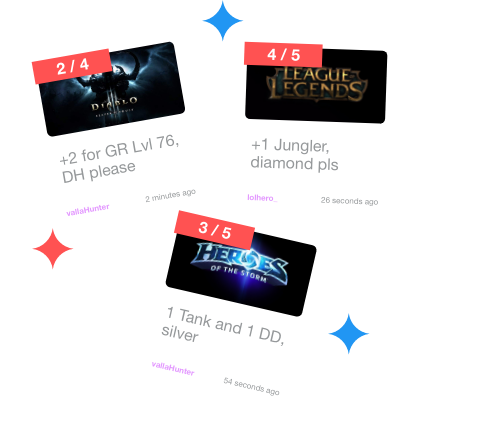 2 / 4
DIABLO
+2 for GR Lvl 76,
DH please
vallaHunter
2 minutes ago
4 / 5
LEAGUE
OF
LEGENDS
+1 Jungler,
diamond pls
lolhero_
26 seconds ago
3 / 5
HEROES
OF THE STORM
1 Tank and 1 DD,
silver
vallaHunter
54 seconds ago